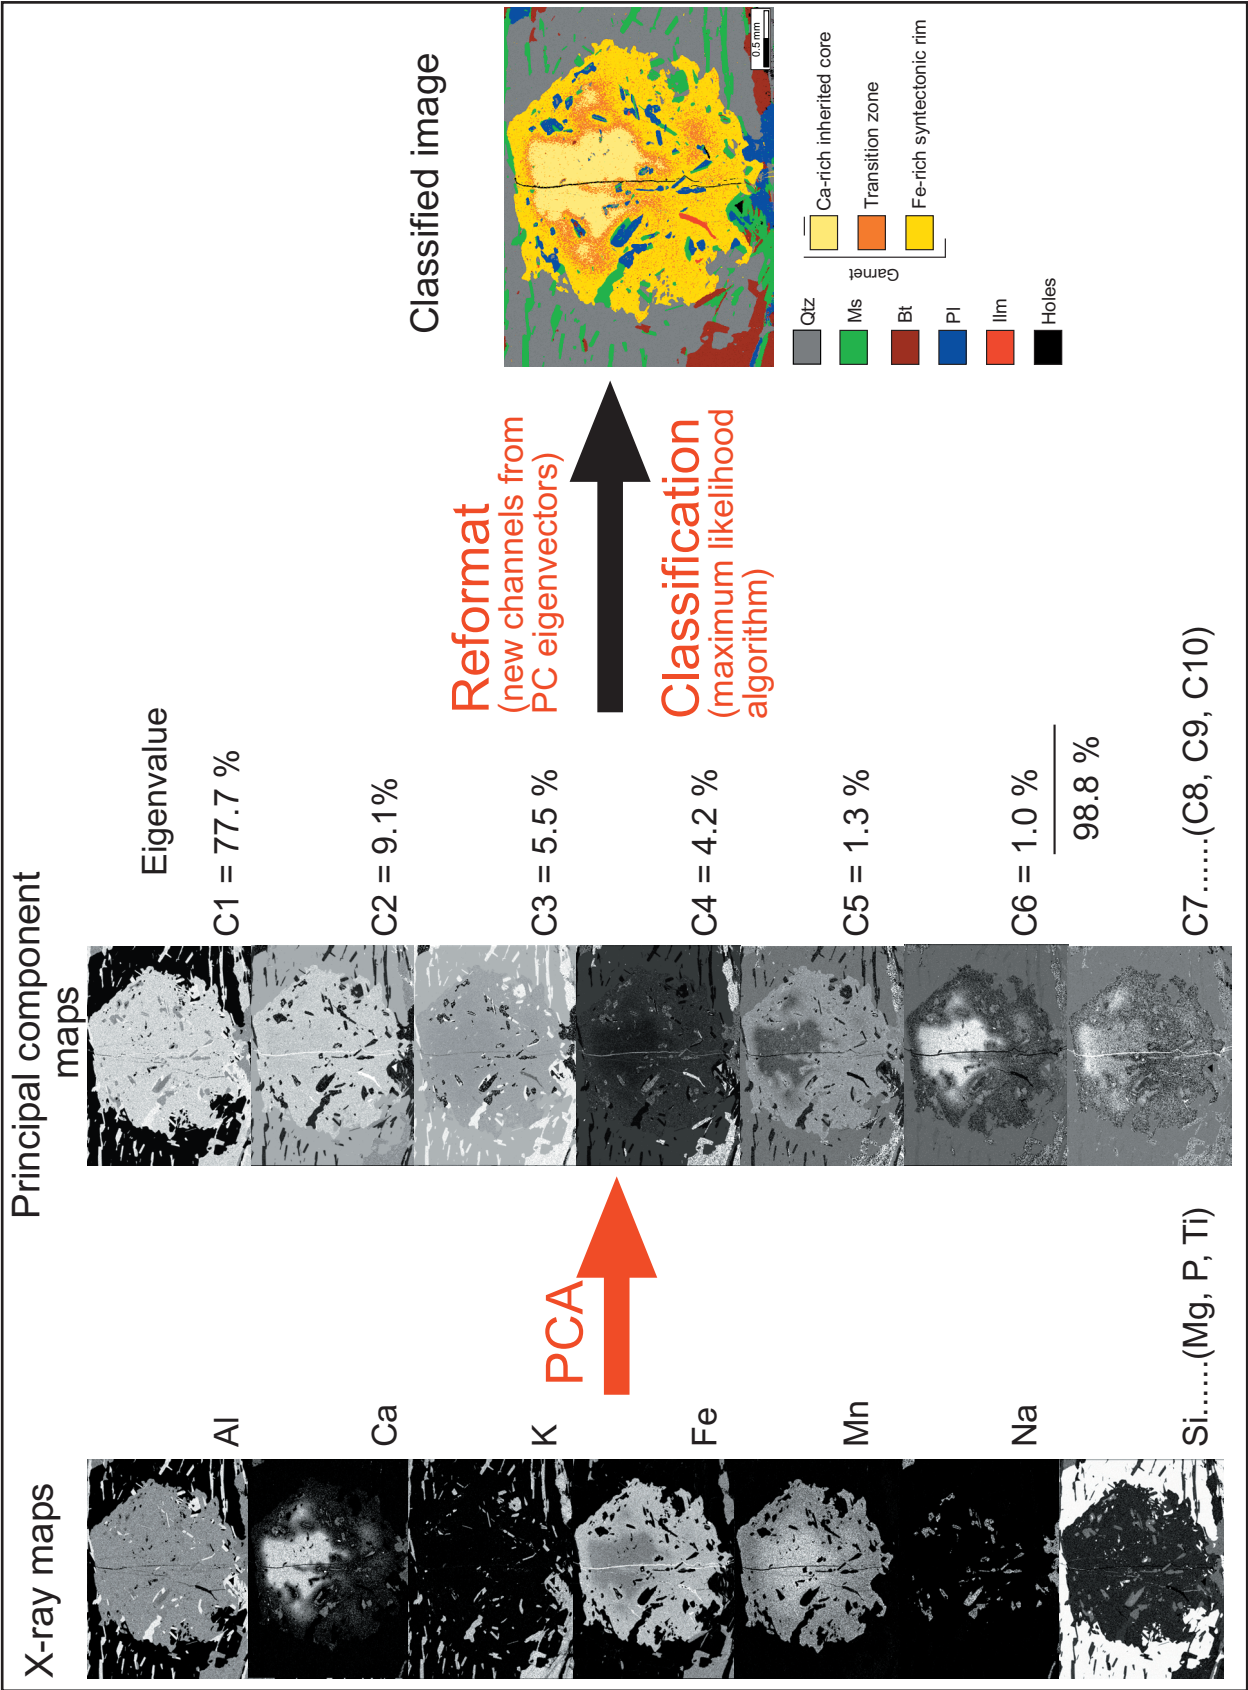 X-ray maps
Al
Ca
K
Fe
Mn
Na
Si......(Mg, P, Ti)
PCA
Principal component
maps
Eigenvalue
C1 = 77.7 %
C2 = 9.1%
C3 = 5.5 %
C4 = 4.2 %
C5 = 1.3 %
C6 = 1.0 %
98.8 %
C7.......(C8, C9, C10)
Reformat
(new channels from
PC eigenvectors)
Classification
(maximum likelihood
algorithm)
Classified image
0.5 mm
Qtz
Ms
Bt
Pl
Ilm
Holes
Garnet
Ca-rich inherited core
Transition zone
Fe-rich syntectonic rim